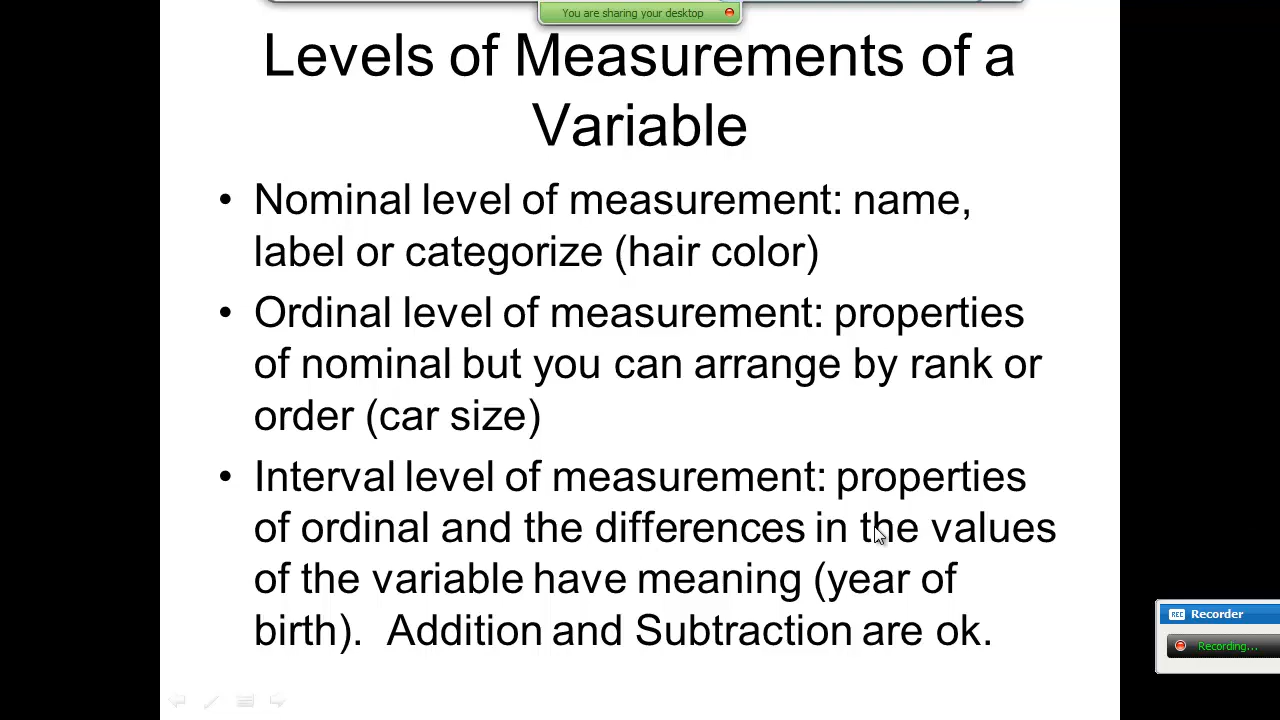 You are sharing your desktop
Levels of Measurements of a
Variable
• Nominal level of measurement: name,
label or categorize (hair color)
• Ordinal level of measurement: properties
of nominal but you can arrange by rank or
order (car size)
• Interval level of measurement: properties
of ordinal and the differences in the values
of the variable have meaning (year of
birth). Addition and Subtraction are ok.
REC Recorder
Recording...